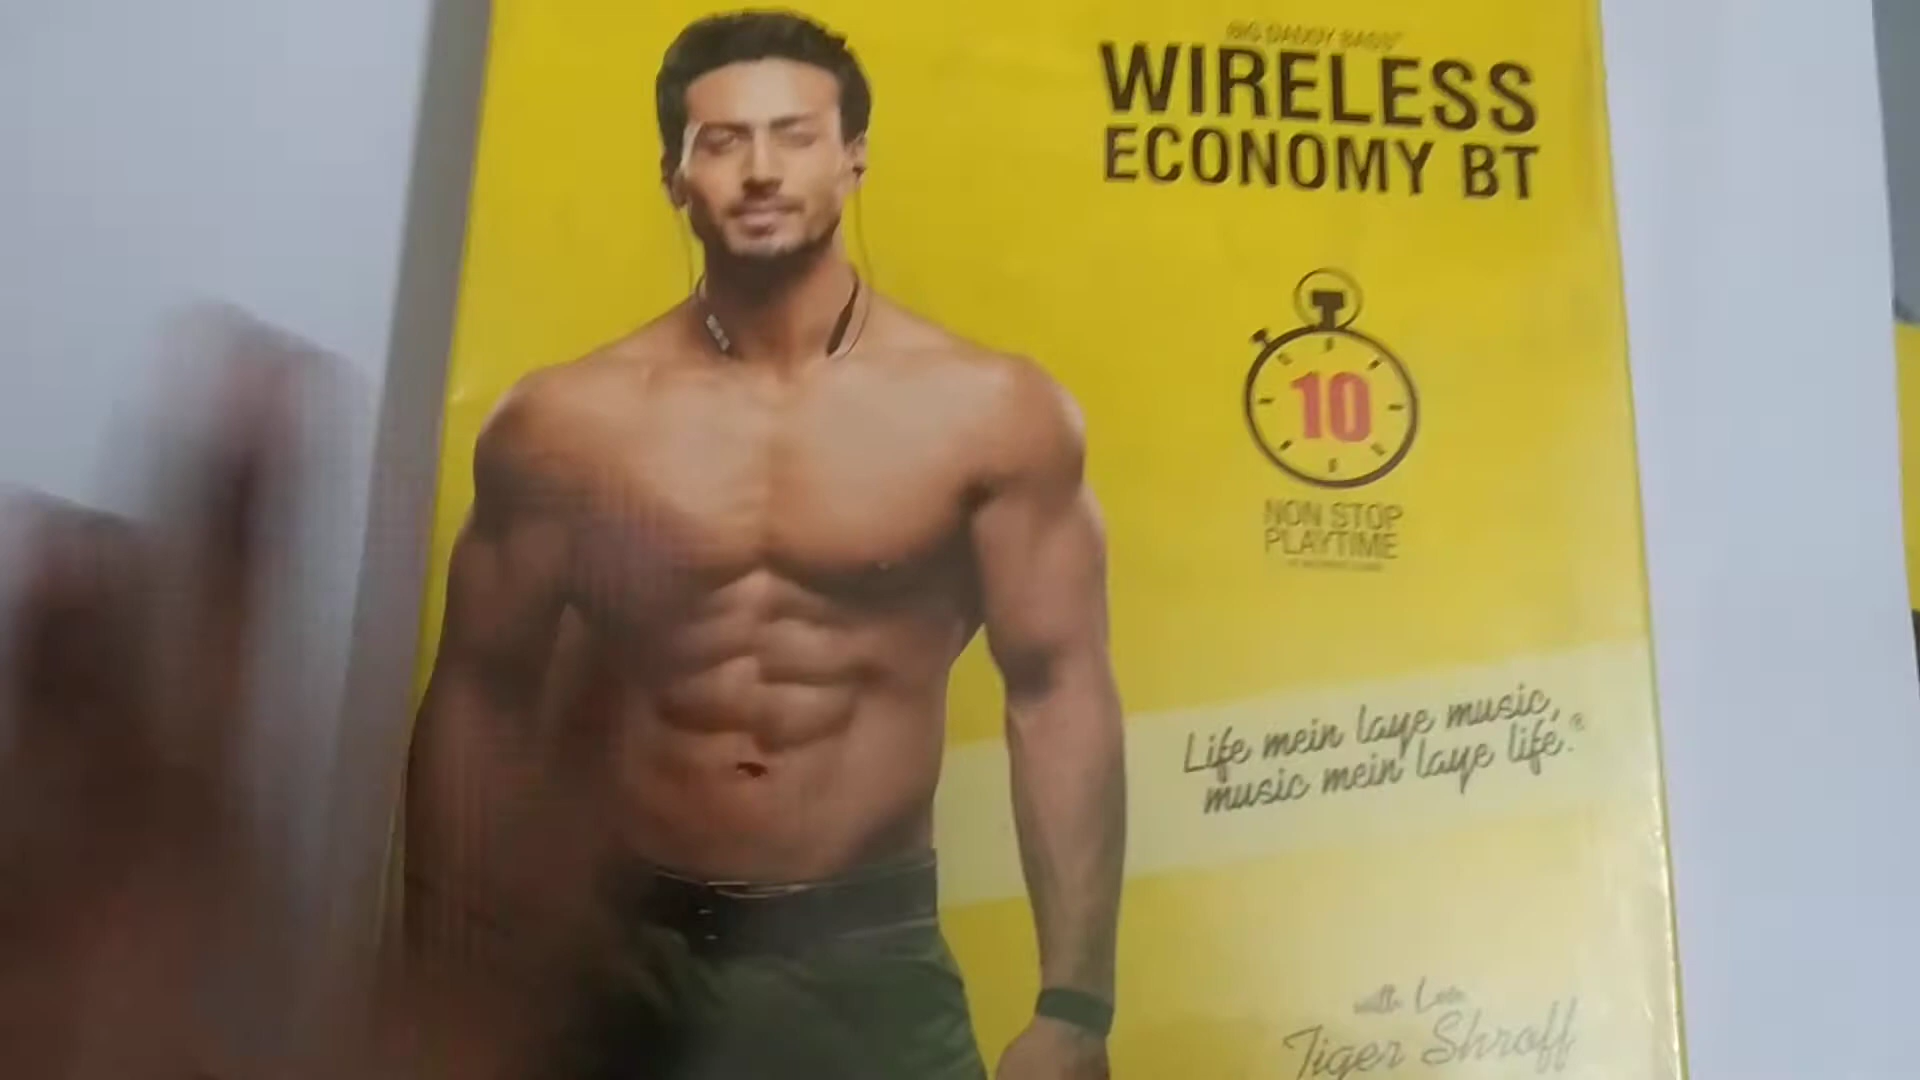 BIG DADDY BASS
WIRELESS
ECONOMY BT
10
NON STOP
PLAYTIME
Life mein laye music,
music mein laye life.®
with Love
Tiger Shroff